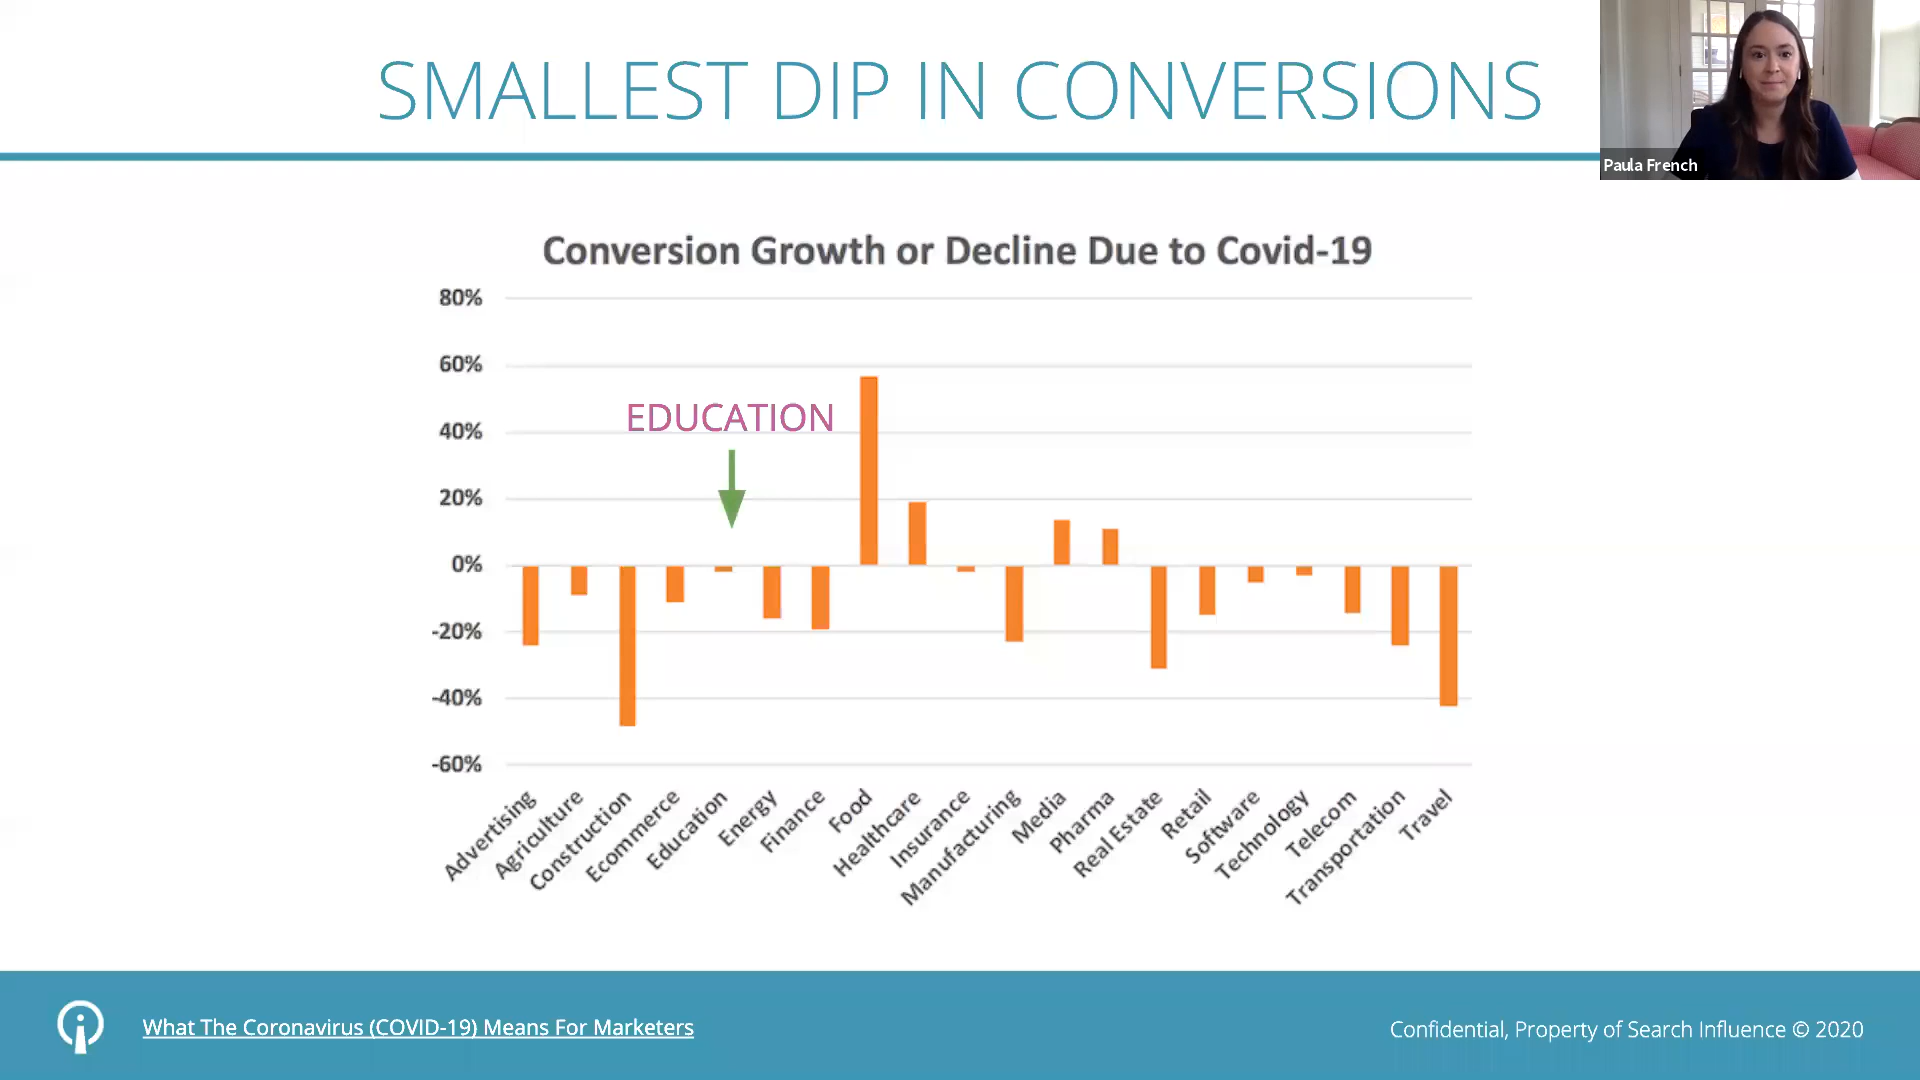 SMALLEST DIP IN CONVERSIONS
Paula French
Conversion Growth or Decline Due to Covid-19
80%
60%
EDUCATION
40%
20%
0%
-20%
-40%
-60%
Advertising
Agriculture
Construction
Ecommerce
Education
Energy
Finance
Food
Healthcare
Insurance
Manufacturing
Media
Pharma
Real Estate
Retail
Software
Technology
Telecom
Transportation
Travel
What The Coronavirus (COVID-19) Means For Marketers
Confidential, Property of Search Influence © 2020